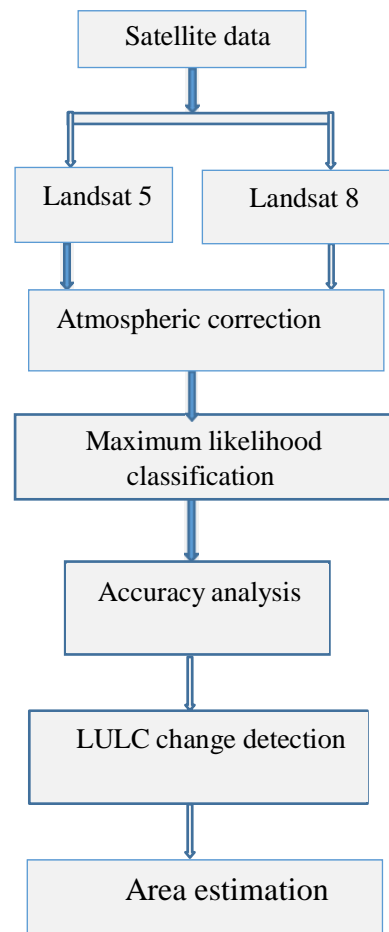 Satellite data
Landsat 5
Landsat 8
Atmospheric correction
Maximum likelihood
classification
Accuracy analysis
LULC change detection
Area estimation